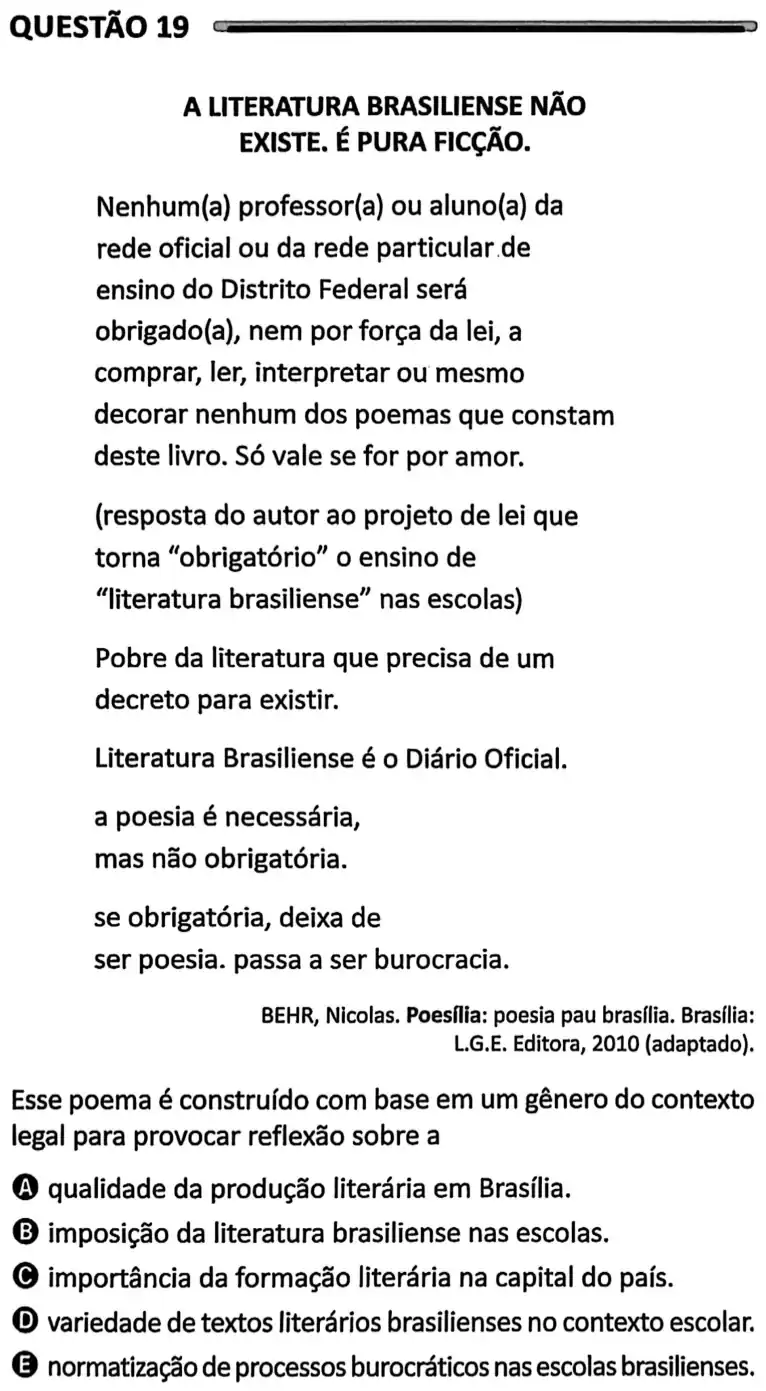 QUESTÃO 19
A LITERATURA BRASILIENSE NÃO
EXISTE. É PURA FICÇÃO.
Nenhum(a) professor(a) ou aluno(a) da
rede oficial ou da rede particular de
ensino do Distrito Federal será
obrigado(a), nem por força da lei, a
comprar, ler, interpretar ou mesmo
decorar nenhum dos poemas que constam
deste livro. Só vale se for por amor.
(resposta do autor ao projeto de lei que
torna "obrigatório" o ensino de
"literatura brasiliense" nas escolas)
Pobre da literatura que precisa de um
decreto para existir.
Literatura Brasiliense é o Diário Oficial.
a poesia é necessária,
mas não obrigatória.
se obrigatória, deixa de
ser poesia. passa a ser burocracia.
BEHR, Nicolas. Poesília: poesia pau brasília. Brasília:
L.G.E. Editora, 2010 (adaptado).
Esse poema é construído com base em um gênero do contexto
legal para provocar reflexão sobre a
A qualidade da produção literária em Brasília.
B imposição da literatura brasiliense nas escolas.
C importância da formação literária na capital do país.
D variedade de textos literários brasilienses no contexto escolar.
E normatização de processos burocráticos nas escolas brasilienses.